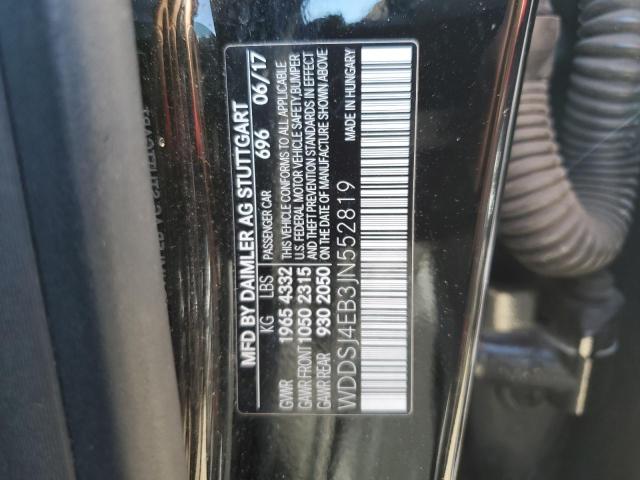 MFD BY DAIMLER AG STUTTGART
KG LBS PASSENGER CAR 696 06/17
GVWR 1965 4332 THIS VEHICLE CONFORMS TO ALL APPLICABLE
GAWR FRONT 1050 2315 U.S. FEDERAL MOTOR VEHICLE SAFETY, BUMPER
AND THEFT PREVENTION STANDARDS IN EFFECT
GAWR REAR 930 2050 ON THE DATE OF MANUFACTURE SHOWN ABOVE
WDDSJ4EB3JN552819 MADE IN HUNGARY